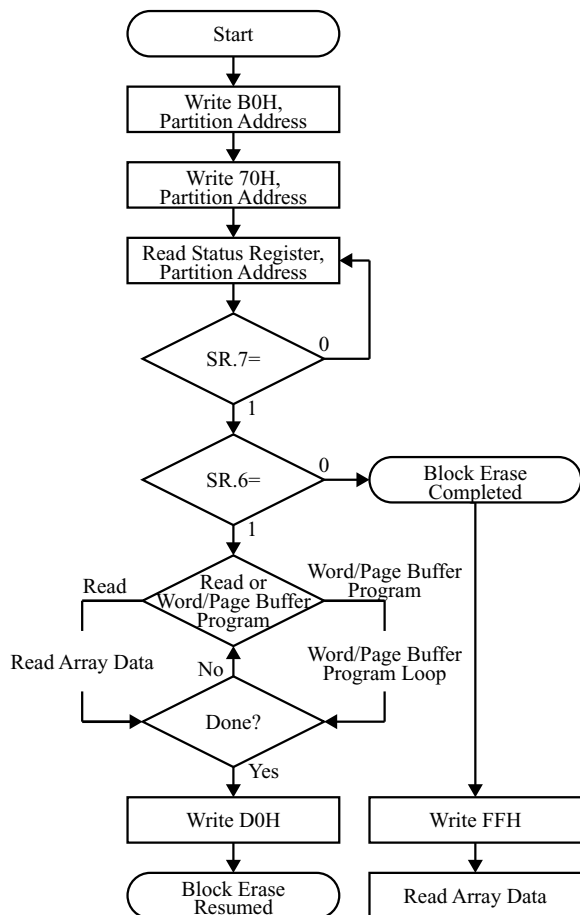 Start
Write B0H,
Partition Address
Write 70H,
Partition Address
Read Status Register,
Partition Address
SR.7=
0
1
SR.6=
0
Block Erase
Completed
1
Read
Read or
Word/Page Buffer
Program
Word/Page Buffer
Program
Read Array Data
No
Word/Page Buffer
Program Loop
Done?
Yes
Write D0H
Write FFH
Block Erase
Resumed
Read Array Data